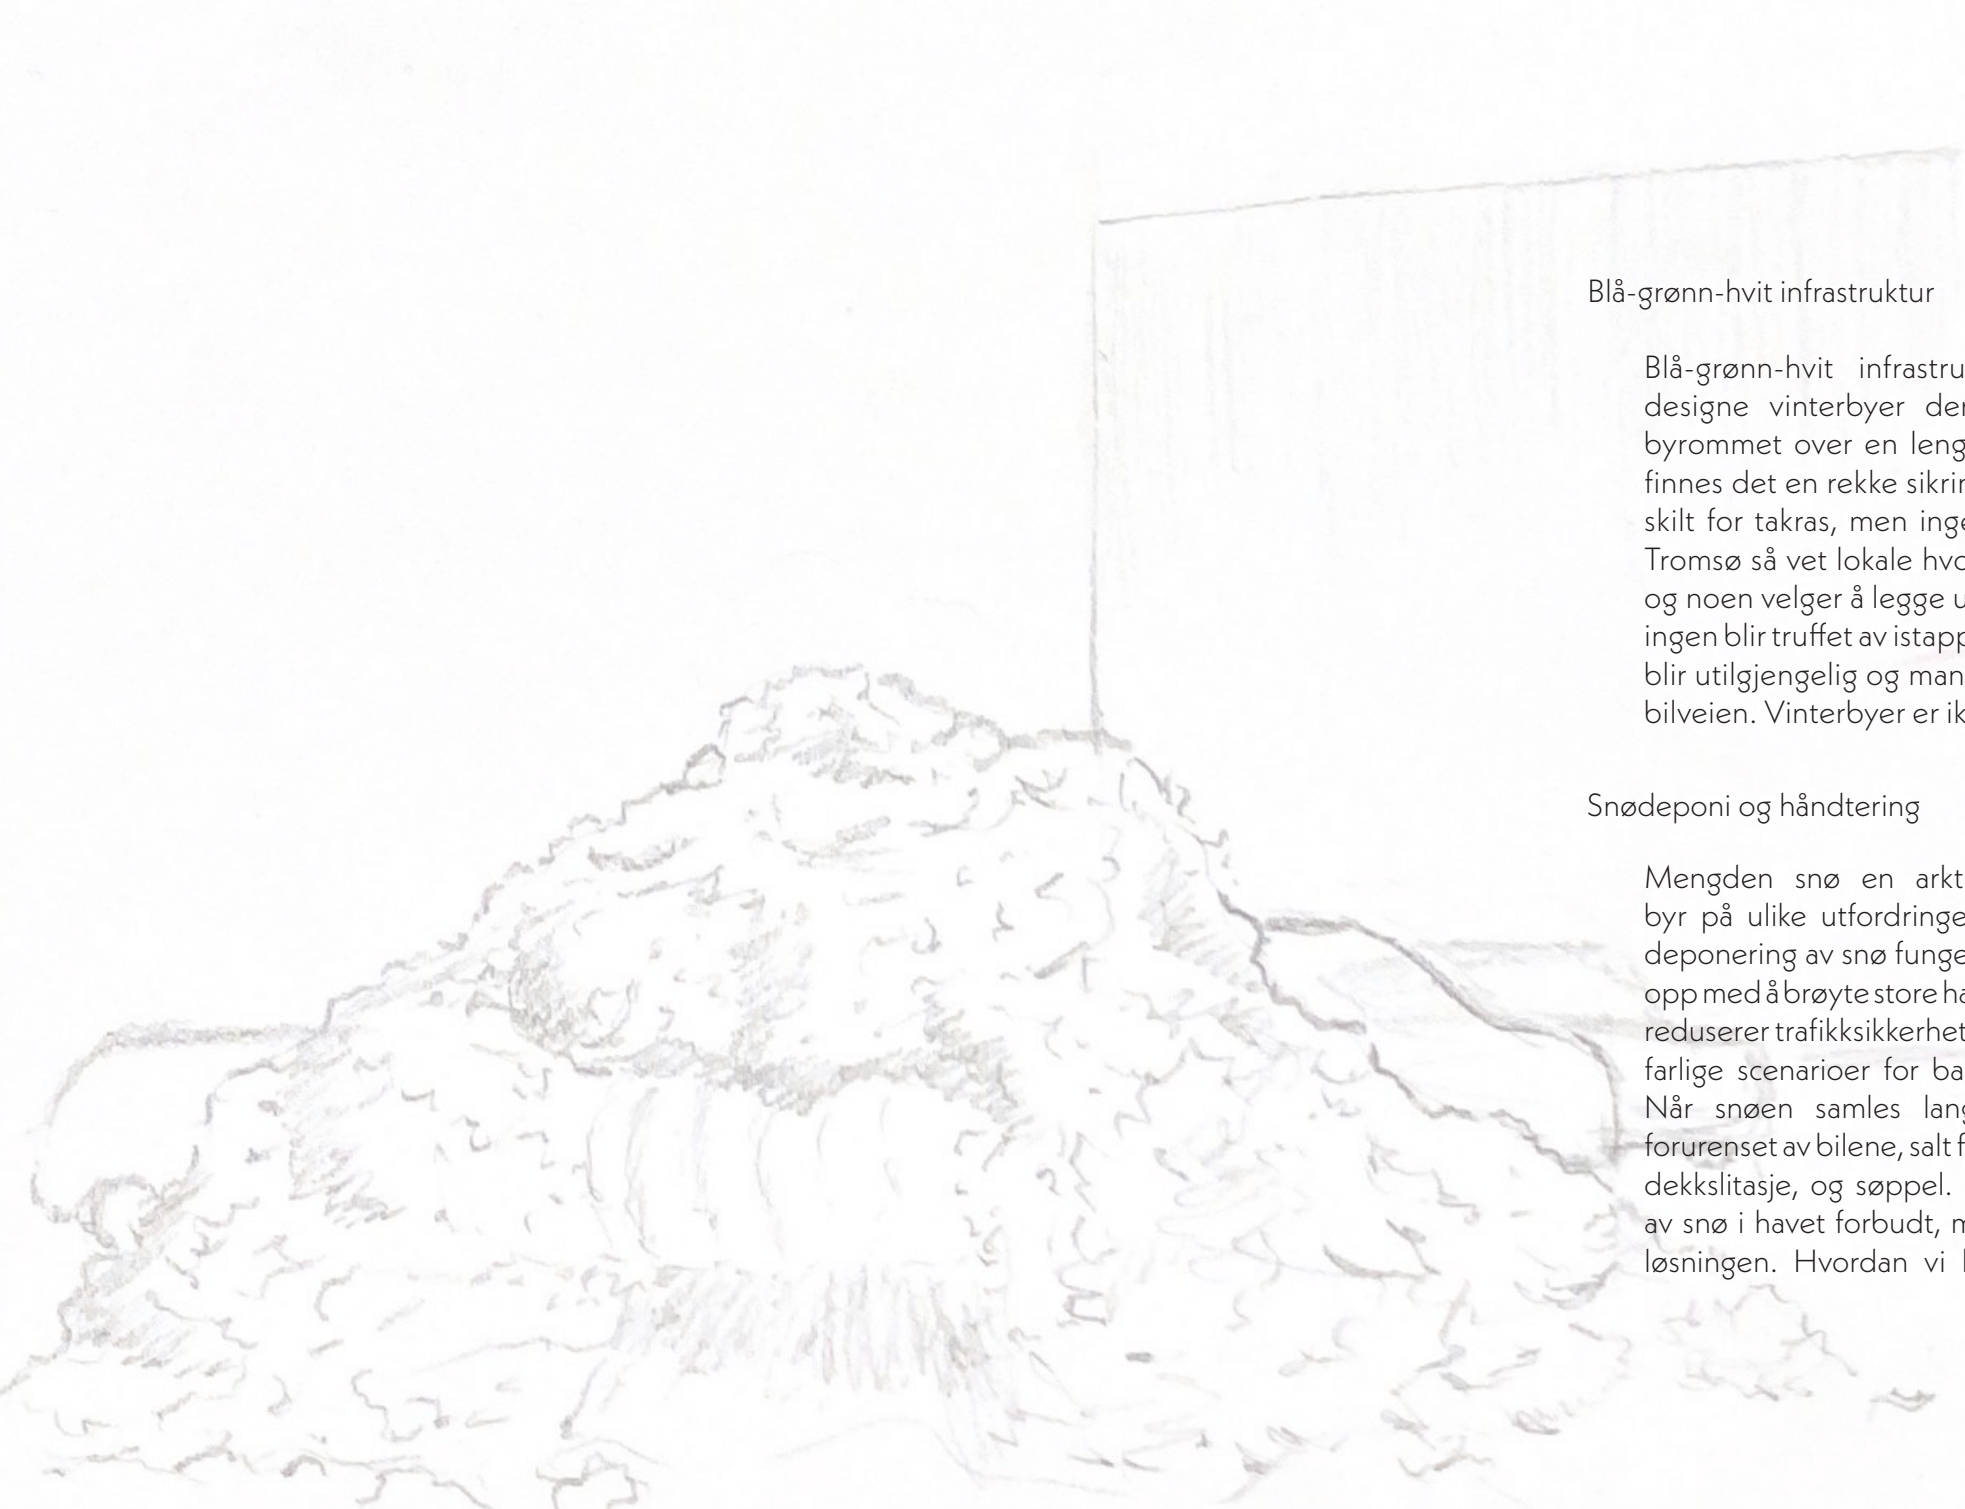 Blå-grønn-hvit infrastruktur
Blå-grønn-hvit infrastru
designe vinterbyer der
byrommet over en leng
finnes det en rekke sikrin
skilt for takras, men inge
Tromsø så vet lokale hvo
og noen velger å legge u
ingen blir truffet av istapp
blir utilgjengelig og man
bilveien. Vinterbyer er ik
Snødeponi og håndtering
Mengden snø en arkt
byr på ulike utfordringe
deponering av snø funge
opp med å brøyte store ha
reduserer trafikksikkerhet
farlige scenarioer for ba
Når snøen samles lang
forurenset av bilene, salt f
dekkslitasje, og søppel.
av snø i havet forbudt, m
løsningen. Hvordan vi